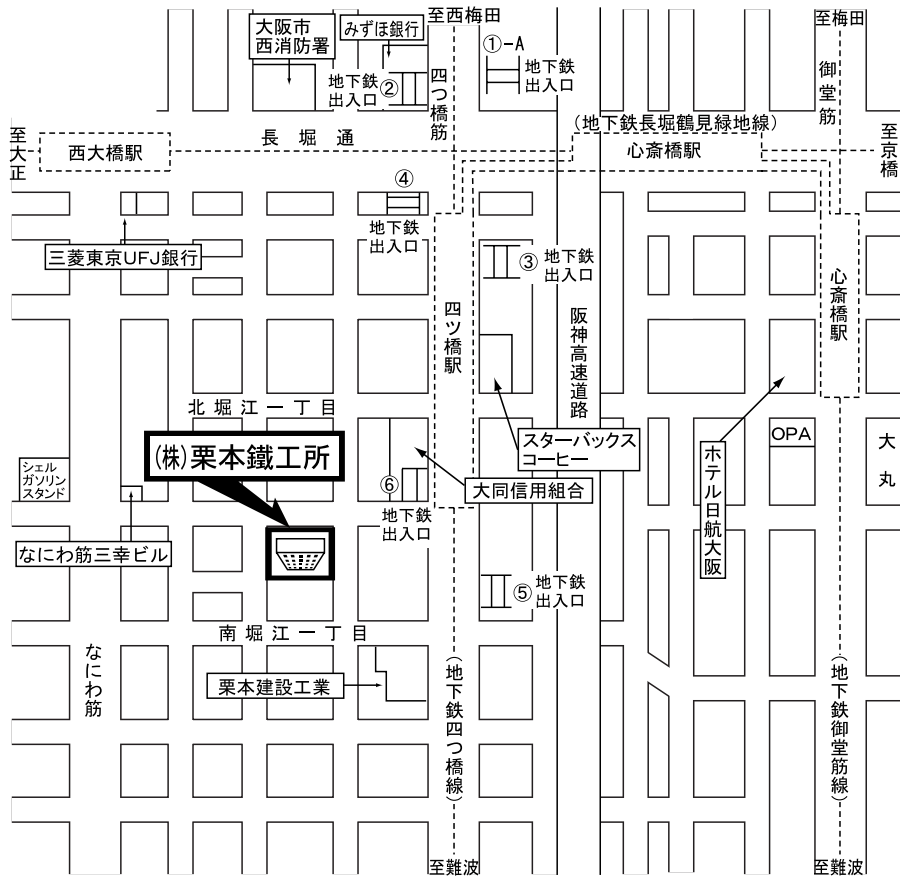 至西梅田
至梅田
大阪市
西消防署
みずほ銀行
①-A
地下鉄
出入口
②
地下鉄
出入口
四つ橋筋
御堂筋
(地下鉄長堀鶴見緑地線)
至大正
西大橋駅
長堀通
心斎橋駅
至京橋
④
地下鉄
出入口
三菱東京UFJ銀行
③
地下鉄
出入口
心斎橋駅
四ツ橋駅
阪神高速道路
北堀江一丁目
(株)栗本鐵工所
スターバックス
コーヒー
OPA
大丸
ホテル日航大阪
シェル
ガソリン
スタンド
⑥
地下鉄
出入口
大同信用組合
なにわ筋三幸ビル
⑤
地下鉄
出入口
南堀江一丁目
なにわ筋
栗本建設工業
(地下鉄四つ橋線)
(地下鉄御堂筋線)
至難波
至難波